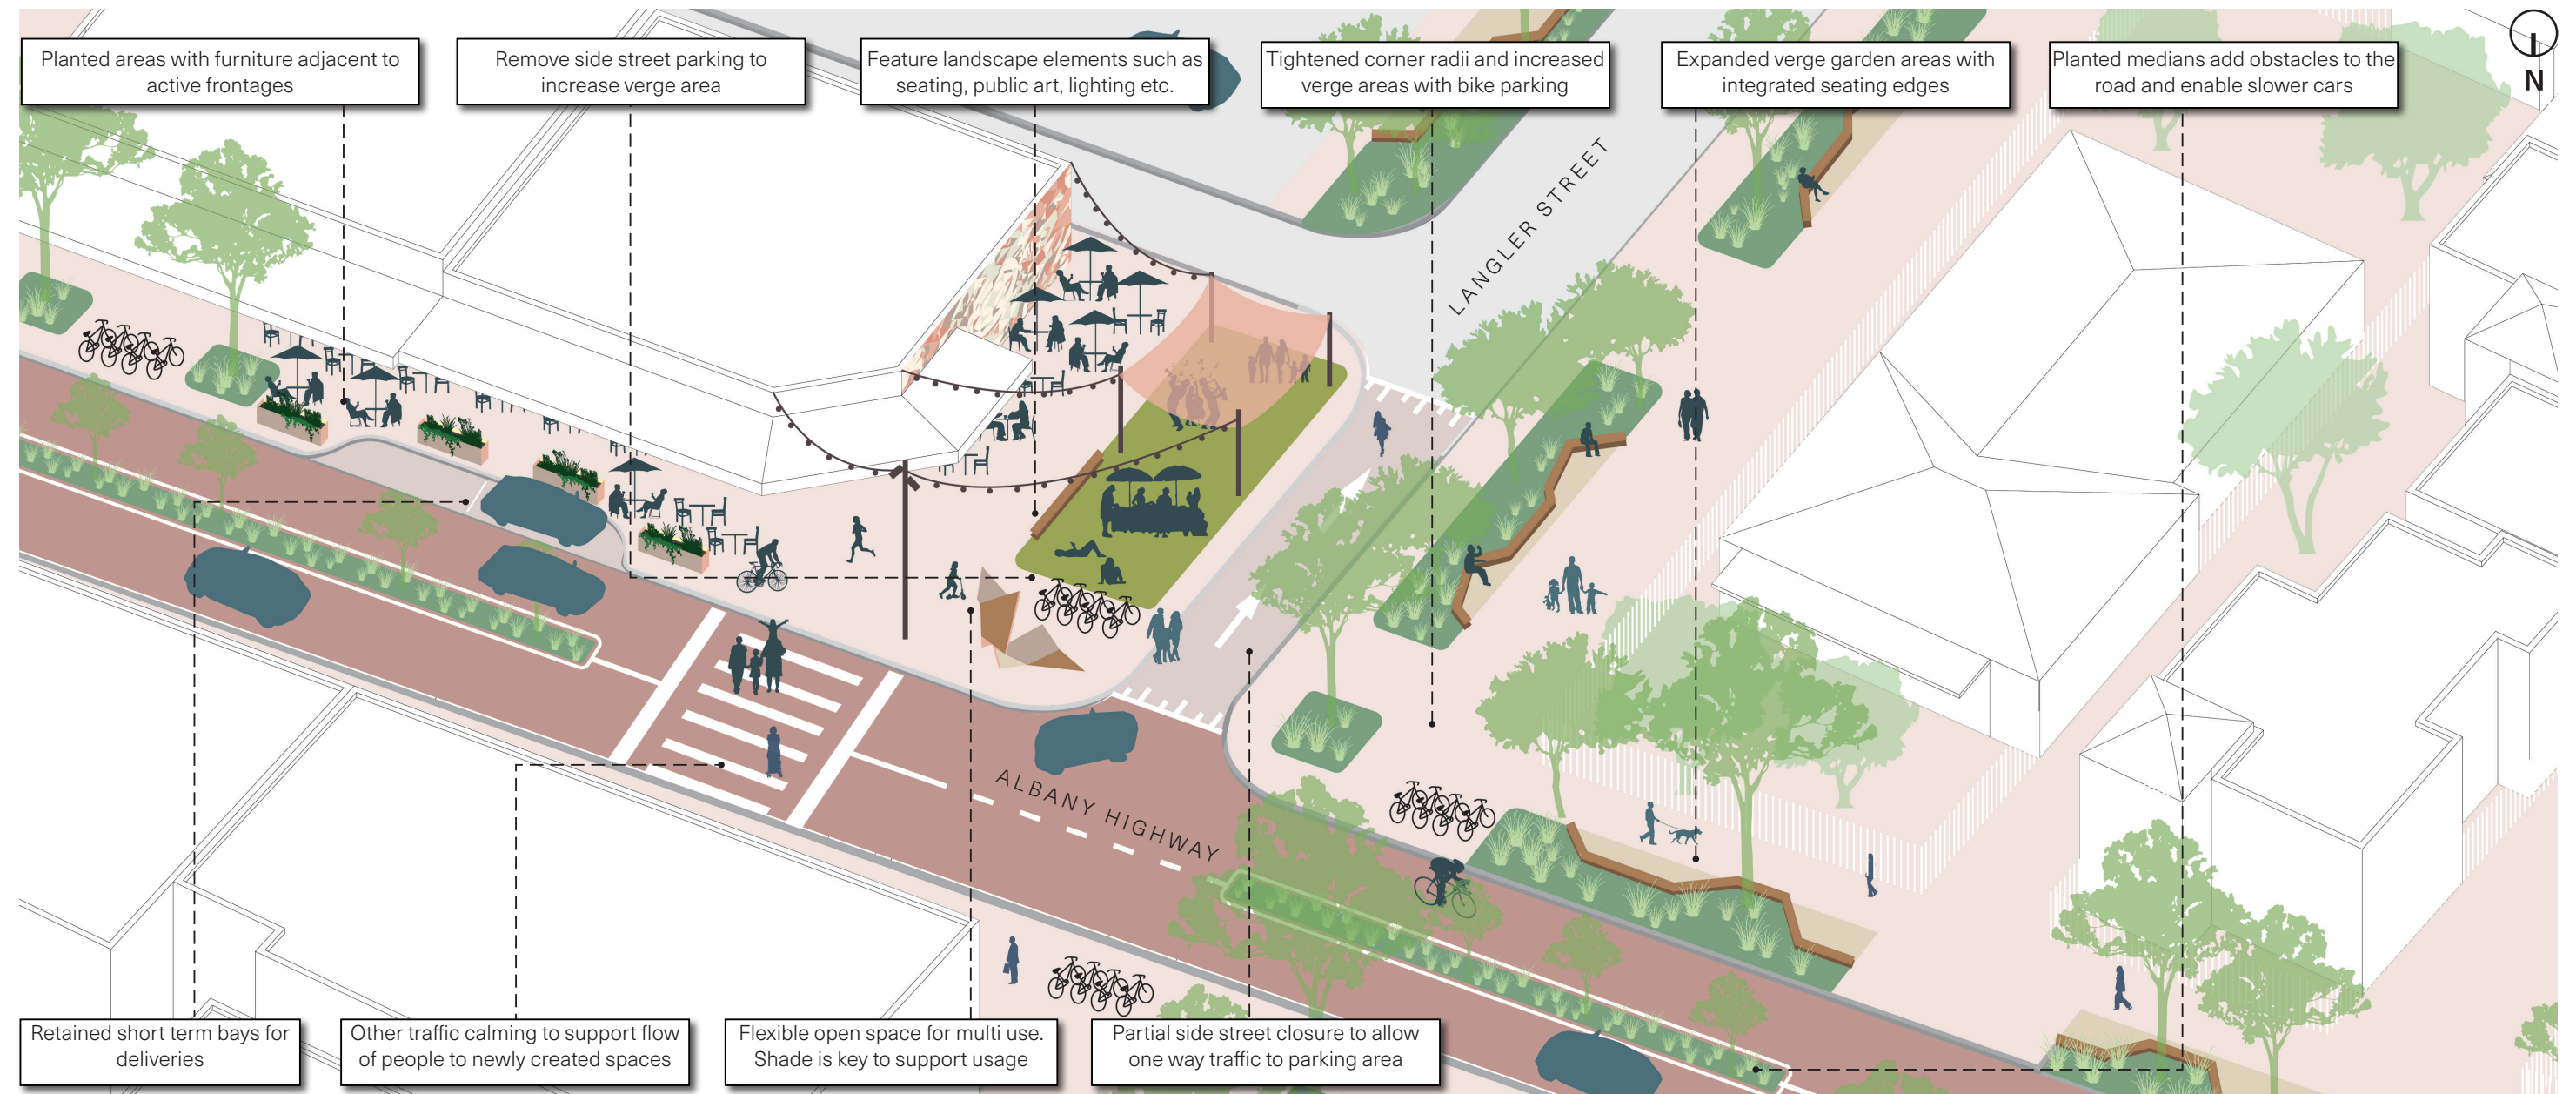 Planted areas with furniture adjacent to
active frontages
Remove side street parking to
increase verge area
Feature landscape elements such as
seating, public art, lighting etc.
Tightened corner radii and increased
verge areas with bike parking
Expanded verge garden areas with
integrated seating edges
Planted medians add obstacles to the
road and enable slower cars
N
LANGLER STREET
ALBANY HIGHWAY
Retained short term bays for
deliveries
Other traffic calming to support flow
of people to newly created spaces
Flexible open space for multi use.
Shade is key to support usage
Partial side street closure to allow
one way traffic to parking area